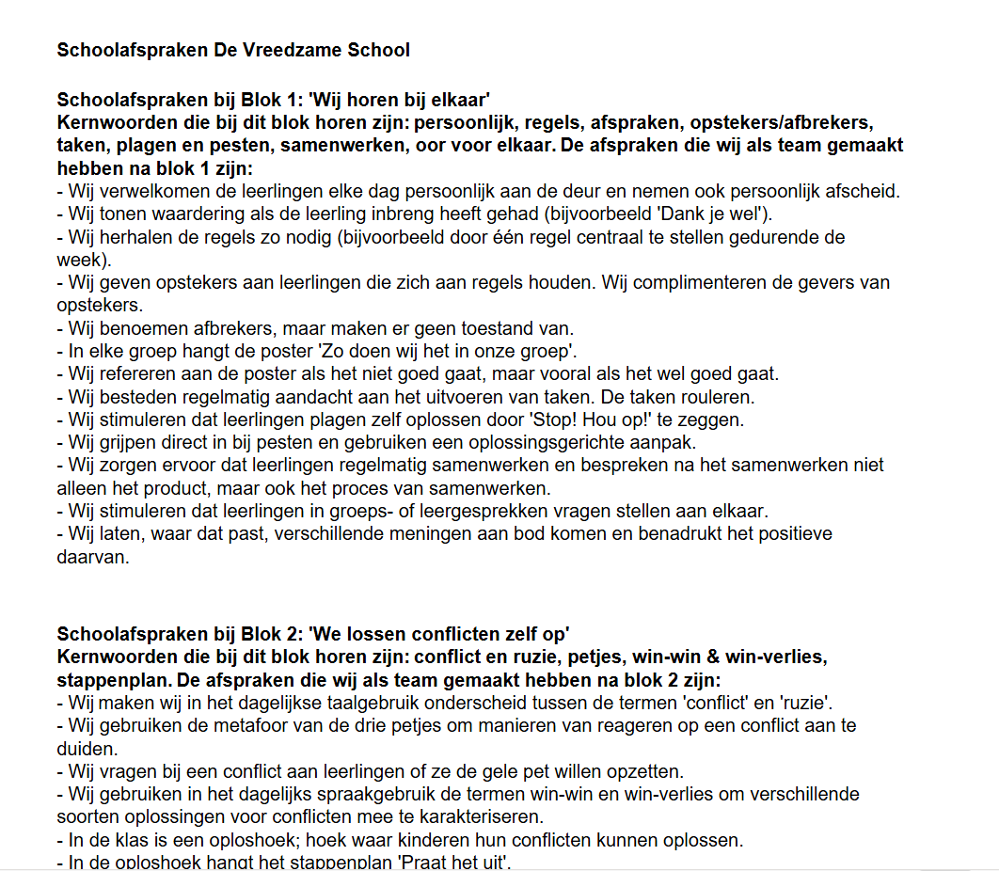 Schoolafspraken De Vreedzame School
Schoolafspraken bij Blok 1: 'Wij horen bij elkaar'
Kernwoorden die bij dit blok horen zijn: persoonlijk, regels, afspraken, opstekers/afbrekers,
taken, plagen en pesten, samenwerken, oor voor elkaar. De afspraken die wij als team gemaakt
hebben na blok 1 zijn:
- Wij verwelkomen de leerlingen elke dag persoonlijk aan de deur en nemen ook persoonlijk afscheid.
- Wij tonen waardering als de leerling inbreng heeft gehad (bijvoorbeeld 'Dank je wel').
- Wij herhalen de regels zo nodig (bijvoorbeeld door één regel centraal te stellen gedurende de
week).
- Wij geven opstekers aan leerlingen die zich aan regels houden. Wij complimenteren de gevers van
opstekers.
- Wij benoemen afbrekers, maar maken er geen toestand van.
- In elke groep hangt de poster 'Zo doen wij het in onze groep'.
- Wij refereren aan de poster als het niet goed gaat, maar vooral als het wel goed gaat.
- Wij besteden regelmatig aandacht aan het uitvoeren van taken. De taken rouleren.
- Wij stimuleren dat leerlingen plagen zelf oplossen door 'Stop! Hou op!' te zeggen.
- Wij grijpen direct in bij pesten en gebruiken een oplossingsgerichte aanpak.
- Wij zorgen ervoor dat leerlingen regelmatig samenwerken en bespreken na het samenwerken niet
alleen het product, maar ook het proces van samenwerken.
- Wij stimuleren dat leerlingen in groeps- of leergesprekken vragen stellen aan elkaar.
- Wij laten, waar dat past, verschillende meningen aan bod komen en benadrukt het positieve
daarvan.
Schoolafspraken bij Blok 2: 'We lossen conflicten zelf op'
Kernwoorden die bij dit blok horen zijn: conflict en ruzie, petjes, win-win & win-verlies,
stappenplan. De afspraken die wij als team gemaakt hebben na blok 2 zijn:
- Wij maken wij in het dagelijkse taalgebruik onderscheid tussen de termen 'conflict' en 'ruzie'.
- Wij gebruiken de metafoor van de drie petjes om manieren van reageren op een conflict aan te
duiden.
- Wij vragen bij een conflict aan leerlingen of ze de gele pet willen opzetten.
- Wij gebruiken in het dagelijks spraakgebruik de termen win-win en win-verlies om verschillende
soorten oplossingen voor conflicten mee te karakteriseren.
- In de klas is een oploshoek; hoek waar kinderen hun conflicten kunnen oplossen.
- In de oploshoek hangt het stappenplan 'Praat het uit'.